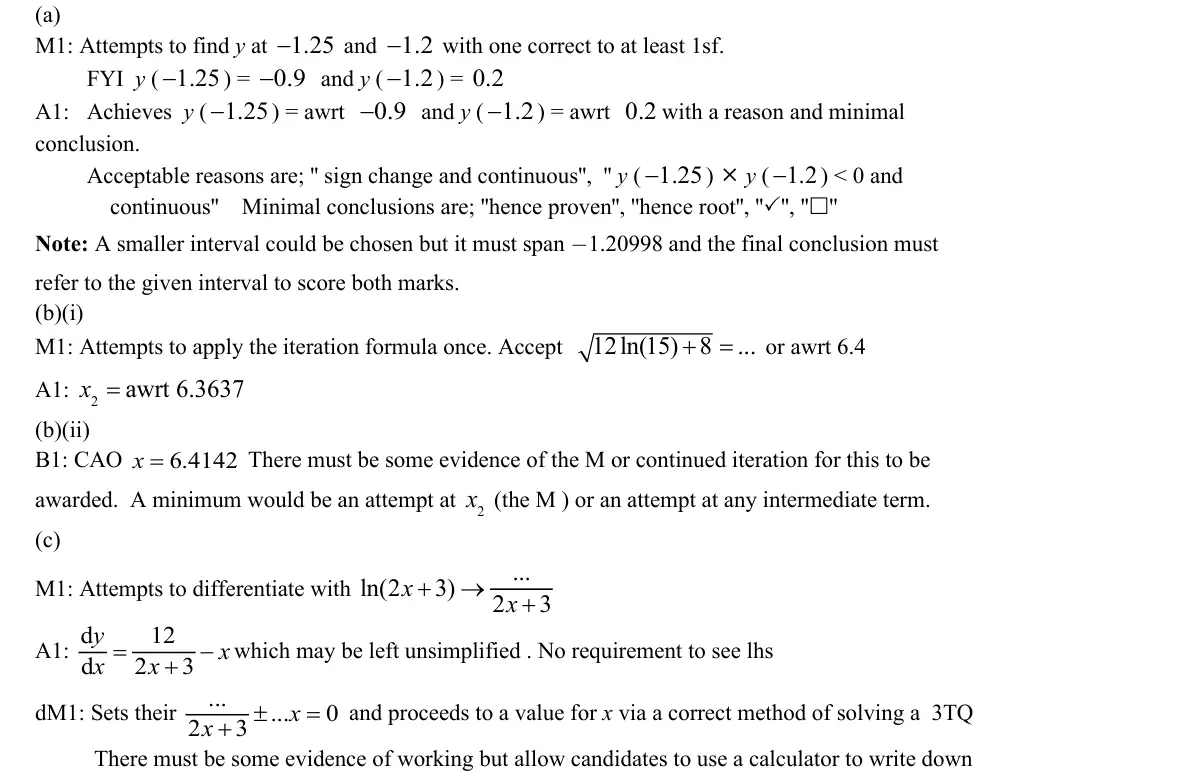 (a)
M1: Attempts to find y at −1.25 and −1.2 with one correct to at least 1sf.
FYI y(−1.25) = −0.9 and y(−1.2) = 0.2
A1: Achieves y(−1.25) = awrt −0.9 and y(−1.2) = awrt 0.2 with a reason and minimal
conclusion.
Acceptable reasons are; " sign change and continuous", "y(−1.25) × y(−1.2) < 0 and
continuous" Minimal conclusions are; "hence proven", "hence root", "✓", "□"
Note: A smaller interval could be chosen but it must span −1.20998 and the final conclusion must
refer to the given interval to score both marks.
(b)(i)
M1: Attempts to apply the iteration formula once. Accept √(12 ln(15) + 8) = ... or awrt 6.4
A1: x₂ = awrt 6.3637
(b)(ii)
B1: CAO x = 6.4142 There must be some evidence of the M or continued iteration for this to be
awarded. A minimum would be an attempt at x₂ (the M ) or an attempt at any intermediate term.
(c)
M1: Attempts to differentiate with ln(2x + 3) → .../(2x + 3)
A1: dy/dx = 12/(2x + 3) − x which may be left unsimplified . No requirement to see lhs
dM1: Sets their .../(2x + 3) ± ...x = 0 and proceeds to a value for x via a correct method of solving a 3TQ
There must be some evidence of working but allow candidates to use a calculator to write down